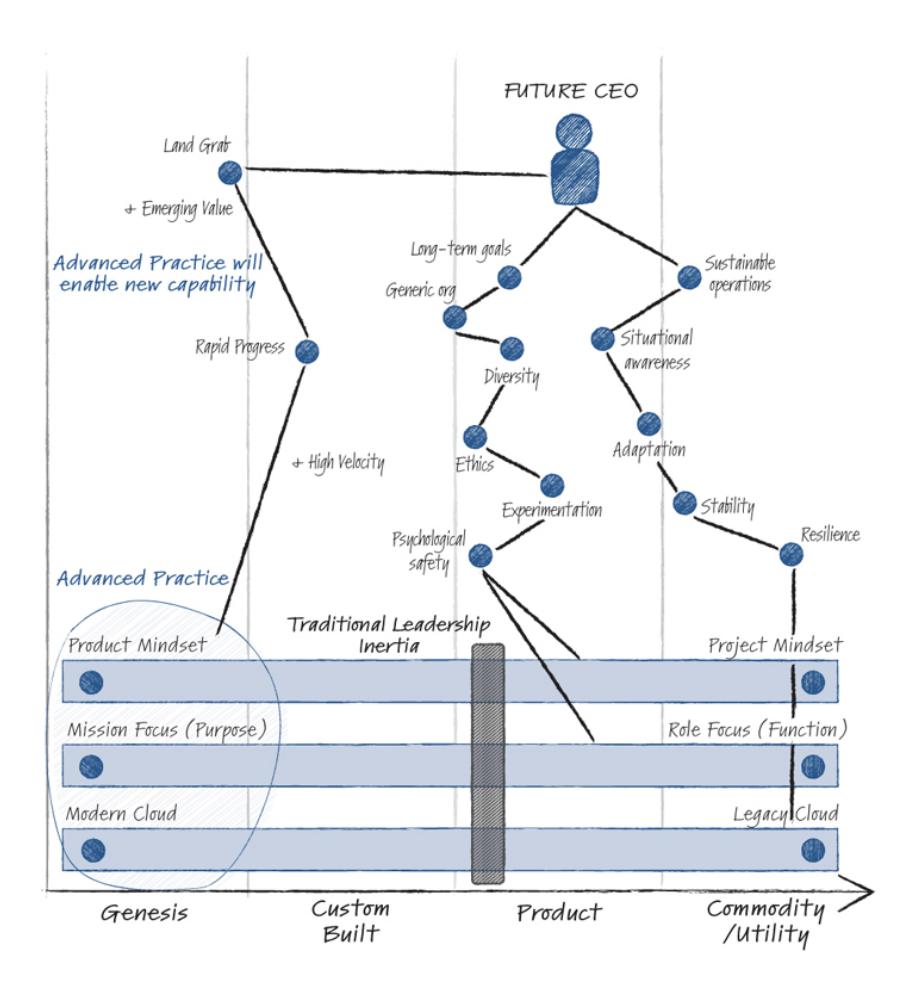 FUTURE CEO
Land Grab
+ Emerging Value
Advanced Practice will
enable new capability
Long-term goals
Sustainable
operations
Generic org
Situational
awareness
Rapid Progress
Diversity
Adaptation
Ethics
+ High Velocity
Experimentation
Stability
Psychological
safety
Resilience
Advanced Practice
Traditional Leadership
Inertia
Product Mindset
Project Mindset
Mission Focus (Purpose)
Role Focus (Function)
Modern Cloud
Legacy Cloud
Genesis
Custom
Built
Product
Commodity
/Utility